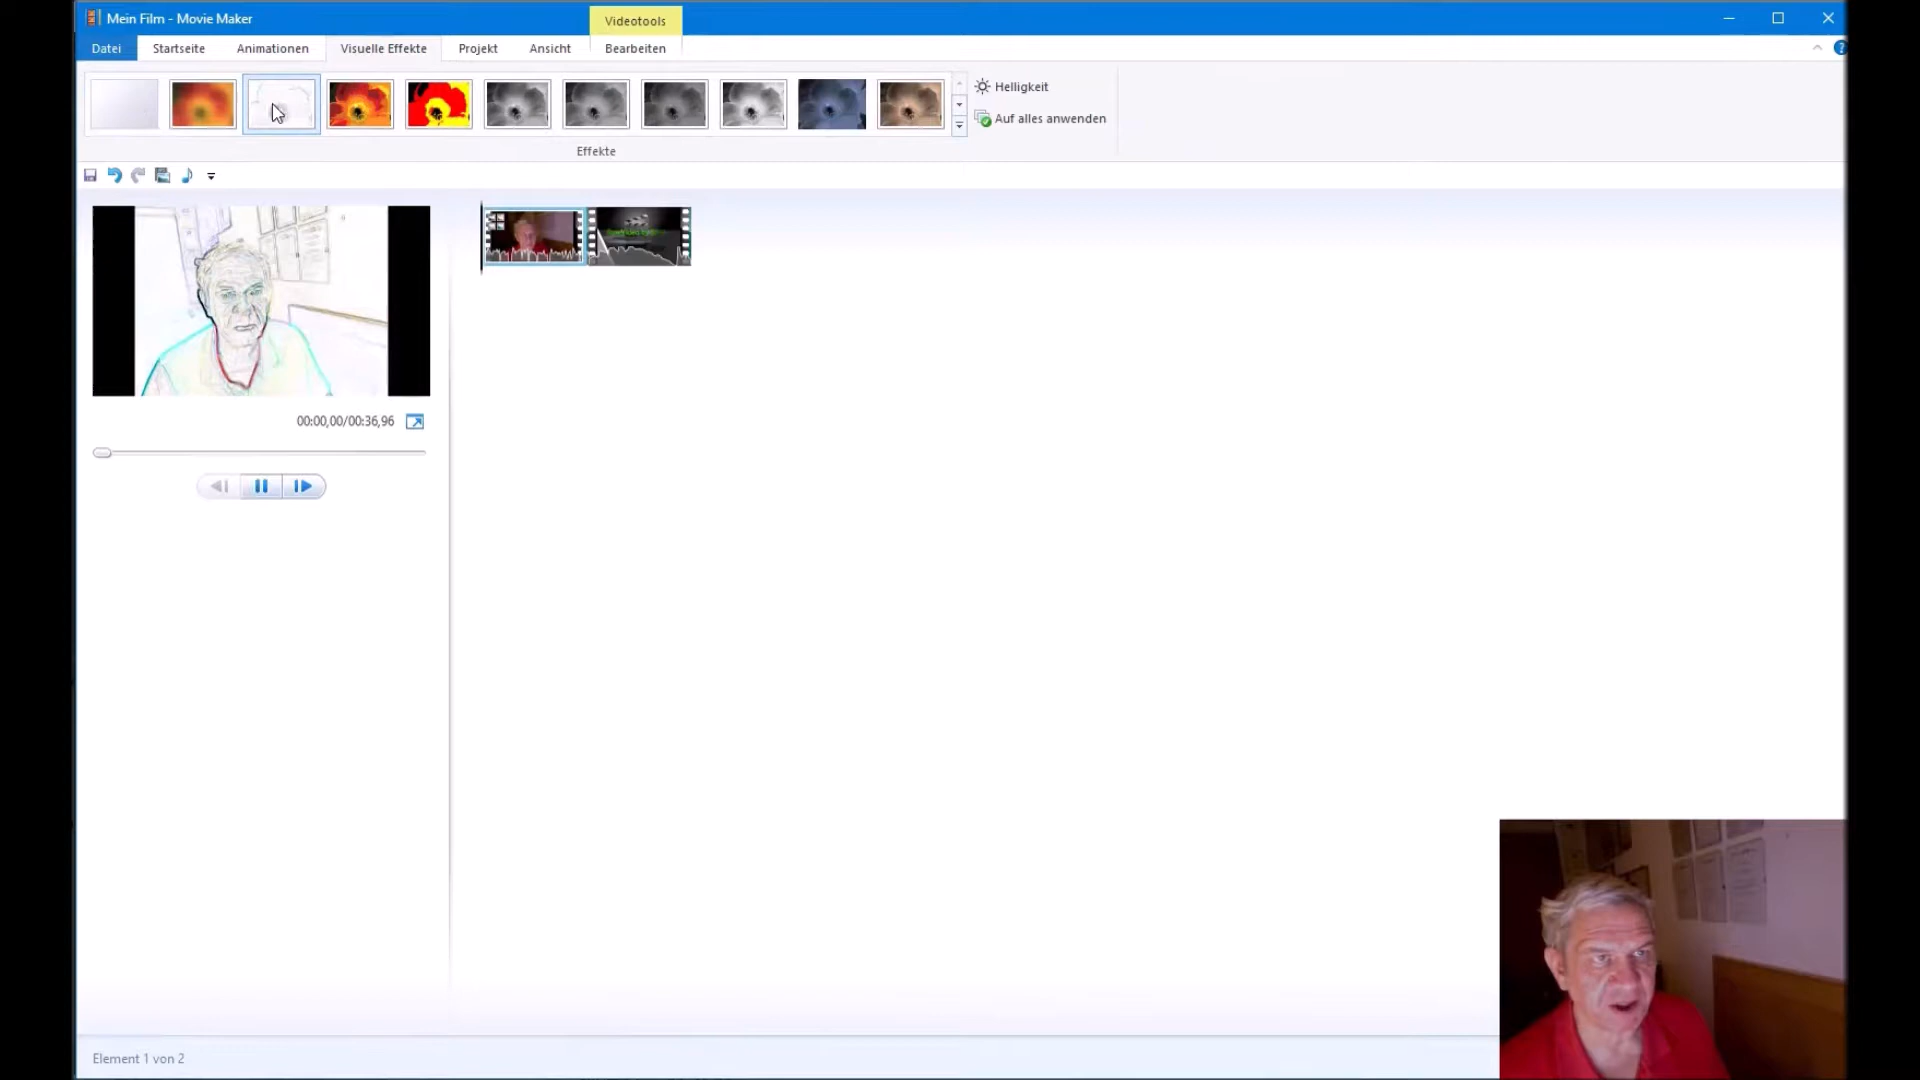 Mein Film - Movie Maker
Videotools
Datei
Startseite
Animationen
Visuelle Effekte
Projekt
Ansicht
Bearbeiten
Helligkeit
Auf alles anwenden
Effekte
00:00,00/00:36,96
Element 1 von 2